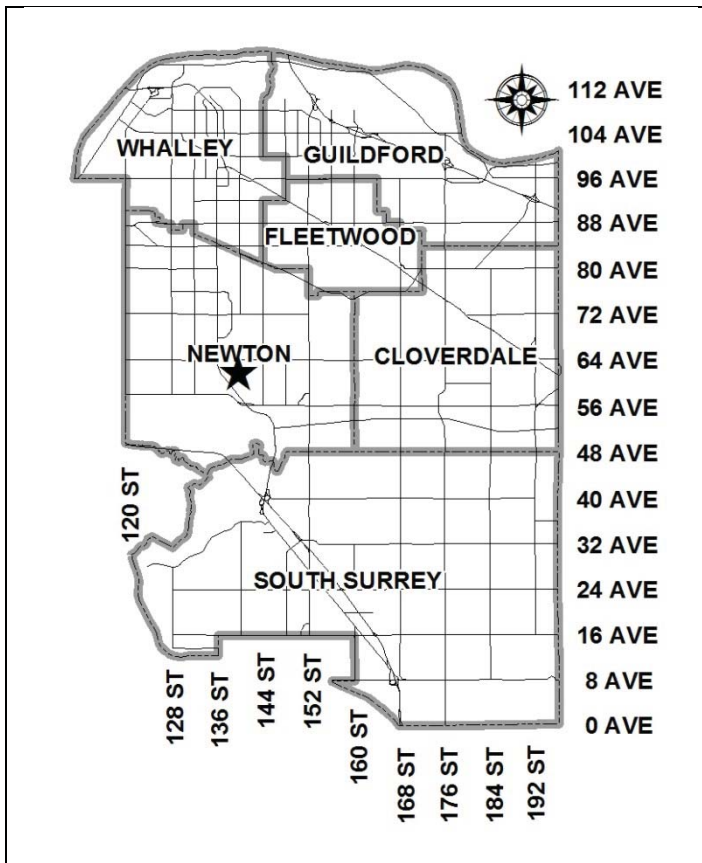 112 AVE
104 AVE
WHALLEY
GUILDFORD
96 AVE
88 AVE
FLEETWOOD
80 AVE
72 AVE
NEWTON
CLOVERDALE
64 AVE
56 AVE
48 AVE
120 ST
40 AVE
32 AVE
SOUTH SURREY
24 AVE
16 AVE
8 AVE
0 AVE
128 ST
136 ST
144 ST
152 ST
160 ST
168 ST
176 ST
184 ST
192 ST